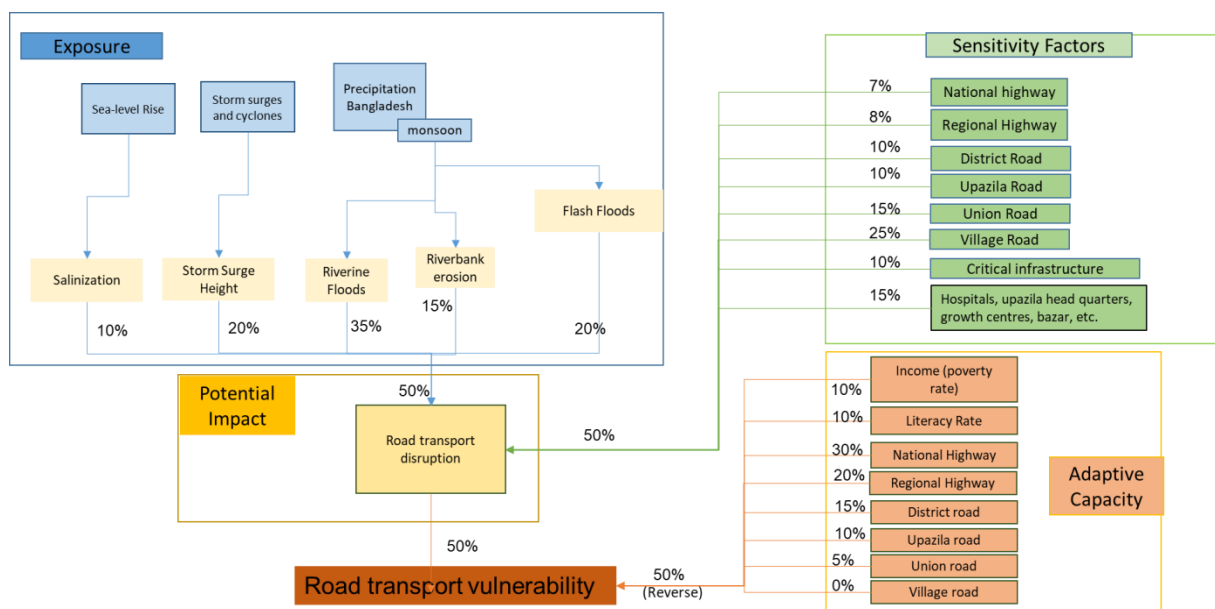 Exposure
Sea-level Rise
Storm surges
and cyclones
Precipitation
Bangladesh
monsoon
Salinization
Storm Surge
Height
Riverine
Floods
Riverbank
erosion
Flash Floods
10%
20%
35%
15%
20%
Potential
Impact
50%
Road transport
disruption
50%
50%
Road transport vulnerability
50%
(Reverse)
Sensitivity Factors
7%
National highway
8%
Regional Highway
10%
District Road
10%
Upazila Road
15%
Union Road
25%
Village Road
10%
Critical infrastructure
15%
Hospitals, upazila head quarters,
growth centres, bazar, etc.
Adaptive
Capacity
Income (poverty
rate)
10%
10%
Literacy Rate
30%
National Highway
20%
Regional Highway
15%
District road
10%
Upazila road
5%
Union road
0%
Village road